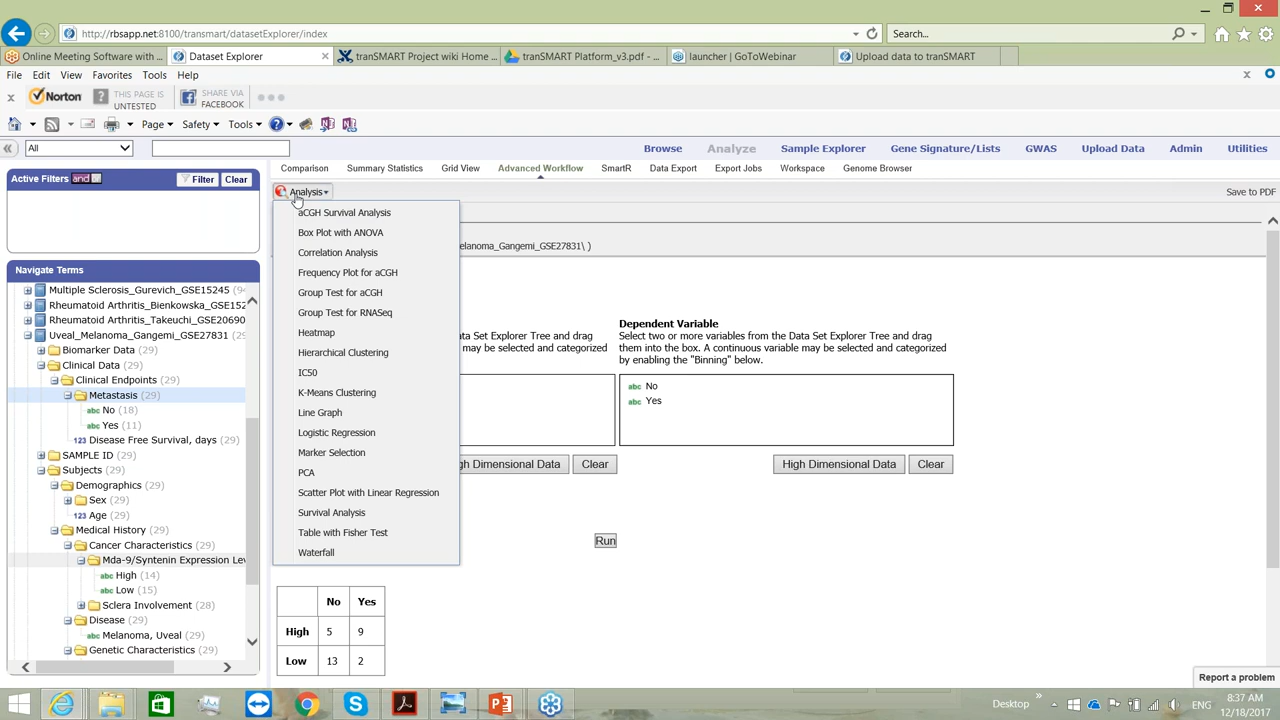 http://rbsapp.net:8100/transmart/datasetExplorer/index
Search...
Online Meeting Software with ...
Dataset Explorer
tranSMART Project wiki Home ...
tranSMART Platform_v3.pdf - ...
launcher | GoToWebinar
Upload data to tranSMART
File Edit View Favorites Tools Help
Norton
THIS PAGE IS
UNTESTED
SHARE VIA
FACEBOOK
Page Safety Tools
All
Browse Analyze Sample Explorer Gene Signature/Lists GWAS Upload Data Admin Utilities
Active Filters and
Filter
Clear
Comparison Summary Statistics Grid View Advanced Workflow SmartR Data Export Export Jobs Workspace Genome Browser
Analysis
Save to PDF
aCGH Survival Analysis
Box Plot with ANOVA
Correlation Analysis
Frequency Plot for aCGH
Group Test for aCGH
Group Test for RNASeq
Heatmap
Hierarchical Clustering
IC50
K-Means Clustering
Line Graph
Logistic Regression
Marker Selection
PCA
Scatter Plot with Linear Regression
Survival Analysis
Table with Fisher Test
Waterfall
Navigate Terms
Multiple Sclerosis_Gurevich_GSE15245 (9
Rheumatoid Arthritis_Bienkowska_GSE152
Rheumatoid Arthritis_Takeuchi_GSE20690
Uveal_Melanoma_Gangemi_GSE27831 (29
Biomarker Data (29)
Clinical Data (29)
Clinical Endpoints (29)
Metastasis (29)
abc No (18)
abc Yes (11)
123 Disease Free Survival, days (29)
SAMPLE ID (29)
Subjects (29)
Demographics (29)
Sex (29)
123 Age (29)
Medical History (29)
Cancer Characteristics (29)
Mda-9/Syntenin Expression Lev
abc High (14)
abc Low (15)
Sclera Involvement (28)
Disease (29)
abc Melanoma, Uveal (29)
Genetic Characteristics (29)
elanoma_Gangemi_GSE27831\ )
ata Set Explorer Tree and drag
may be selected and categorized
Dependent Variable
Select two or more variables from the Data Set Explorer Tree and drag
them into the box. A continuous variable may be selected and categorized
by enabling the "Binning" below.
abc No
abc Yes
gh Dimensional Data
Clear
High Dimensional Data
Clear
Run
No Yes
High 5 9
Low 13 2
Report a problem
Desktop
ENG
8:37 AM
12/18/2017